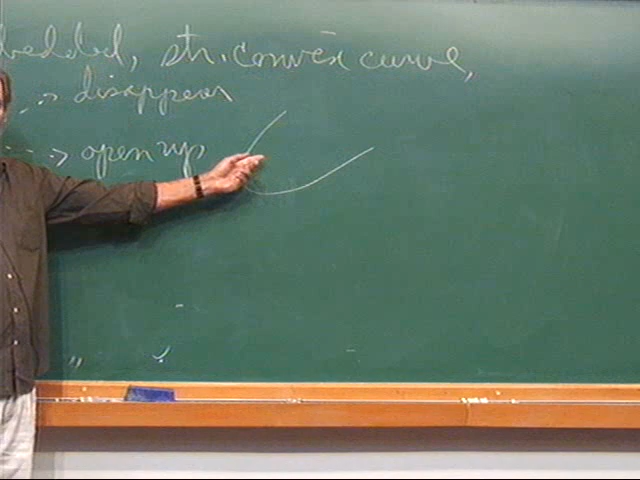 bedded, str. convex curve,
..> disappear
...> open up